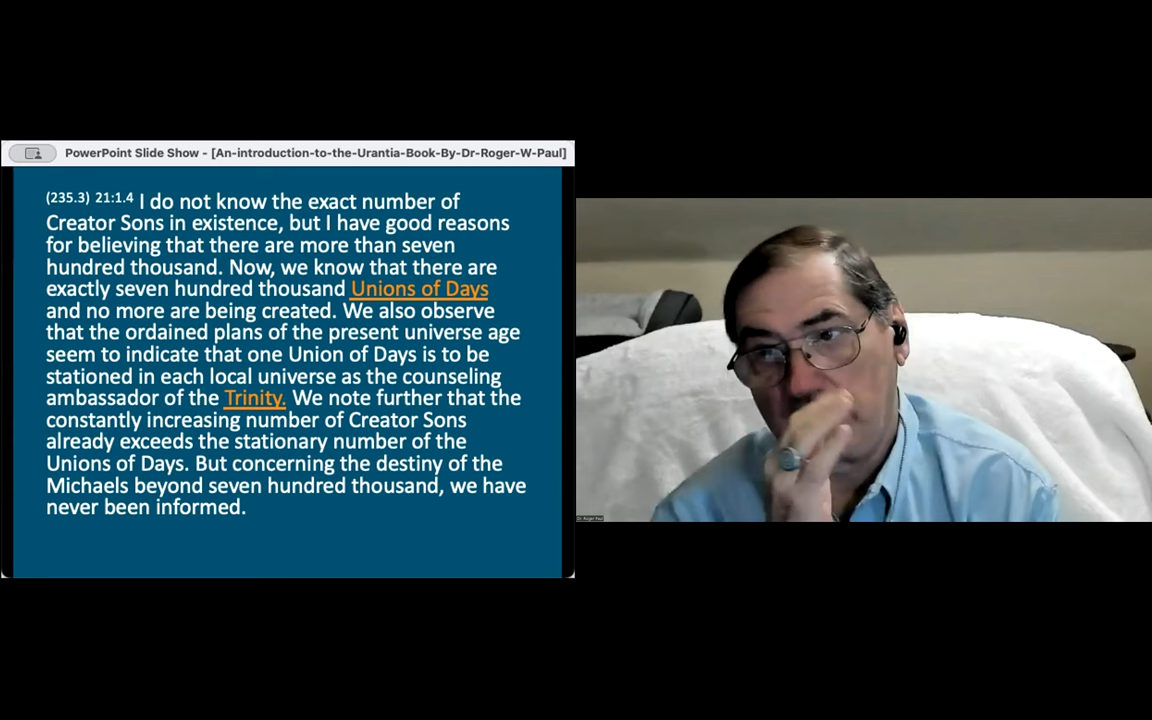 PowerPoint Slide Show - [An-introduction-to-the-Urantia-Book-By-Dr-Roger-W-Paul]
(235.3) 21:1.4 I do not know the exact number of
Creator Sons in existence, but I have good reasons
for believing that there are more than seven
hundred thousand. Now, we know that there are
exactly seven hundred thousand Unions of Days
and no more are being created. We also observe
that the ordained plans of the present universe age
seem to indicate that one Union of Days is to be
stationed in each local universe as the counseling
ambassador of the Trinity. We note further that the
constantly increasing number of Creator Sons
already exceeds the stationary number of the
Unions of Days. But concerning the destiny of the
Michaels beyond seven hundred thousand, we have
never been informed.
Dr. Roger Paul